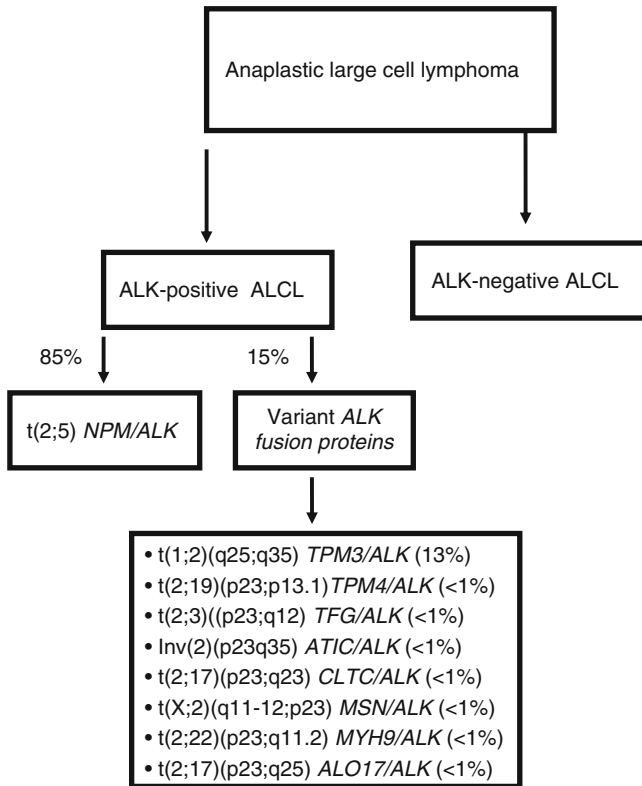 Anaplastic large cell lymphoma
ALK-positive ALCL
ALK-negative ALCL
85%
15%
t(2;5) NPM/ALK
Variant ALK
fusion proteins
• t(1;2)(q25;q35) TPM3/ALK (13%)
• t(2;19)(p23;p13.1)TPM4/ALK (<1%)
• t(2;3)((p23;q12) TFG/ALK (<1%)
• Inv(2)(p23q35) ATIC/ALK (<1%)
• t(2;17)(p23;q23) CLTC/ALK (<1%)
• t(X;2)(q11-12;p23) MSN/ALK (<1%)
• t(2;22)(p23;q11.2) MYH9/ALK (<1%)
• t(2;17)(p23;q25) ALO17/ALK (<1%)